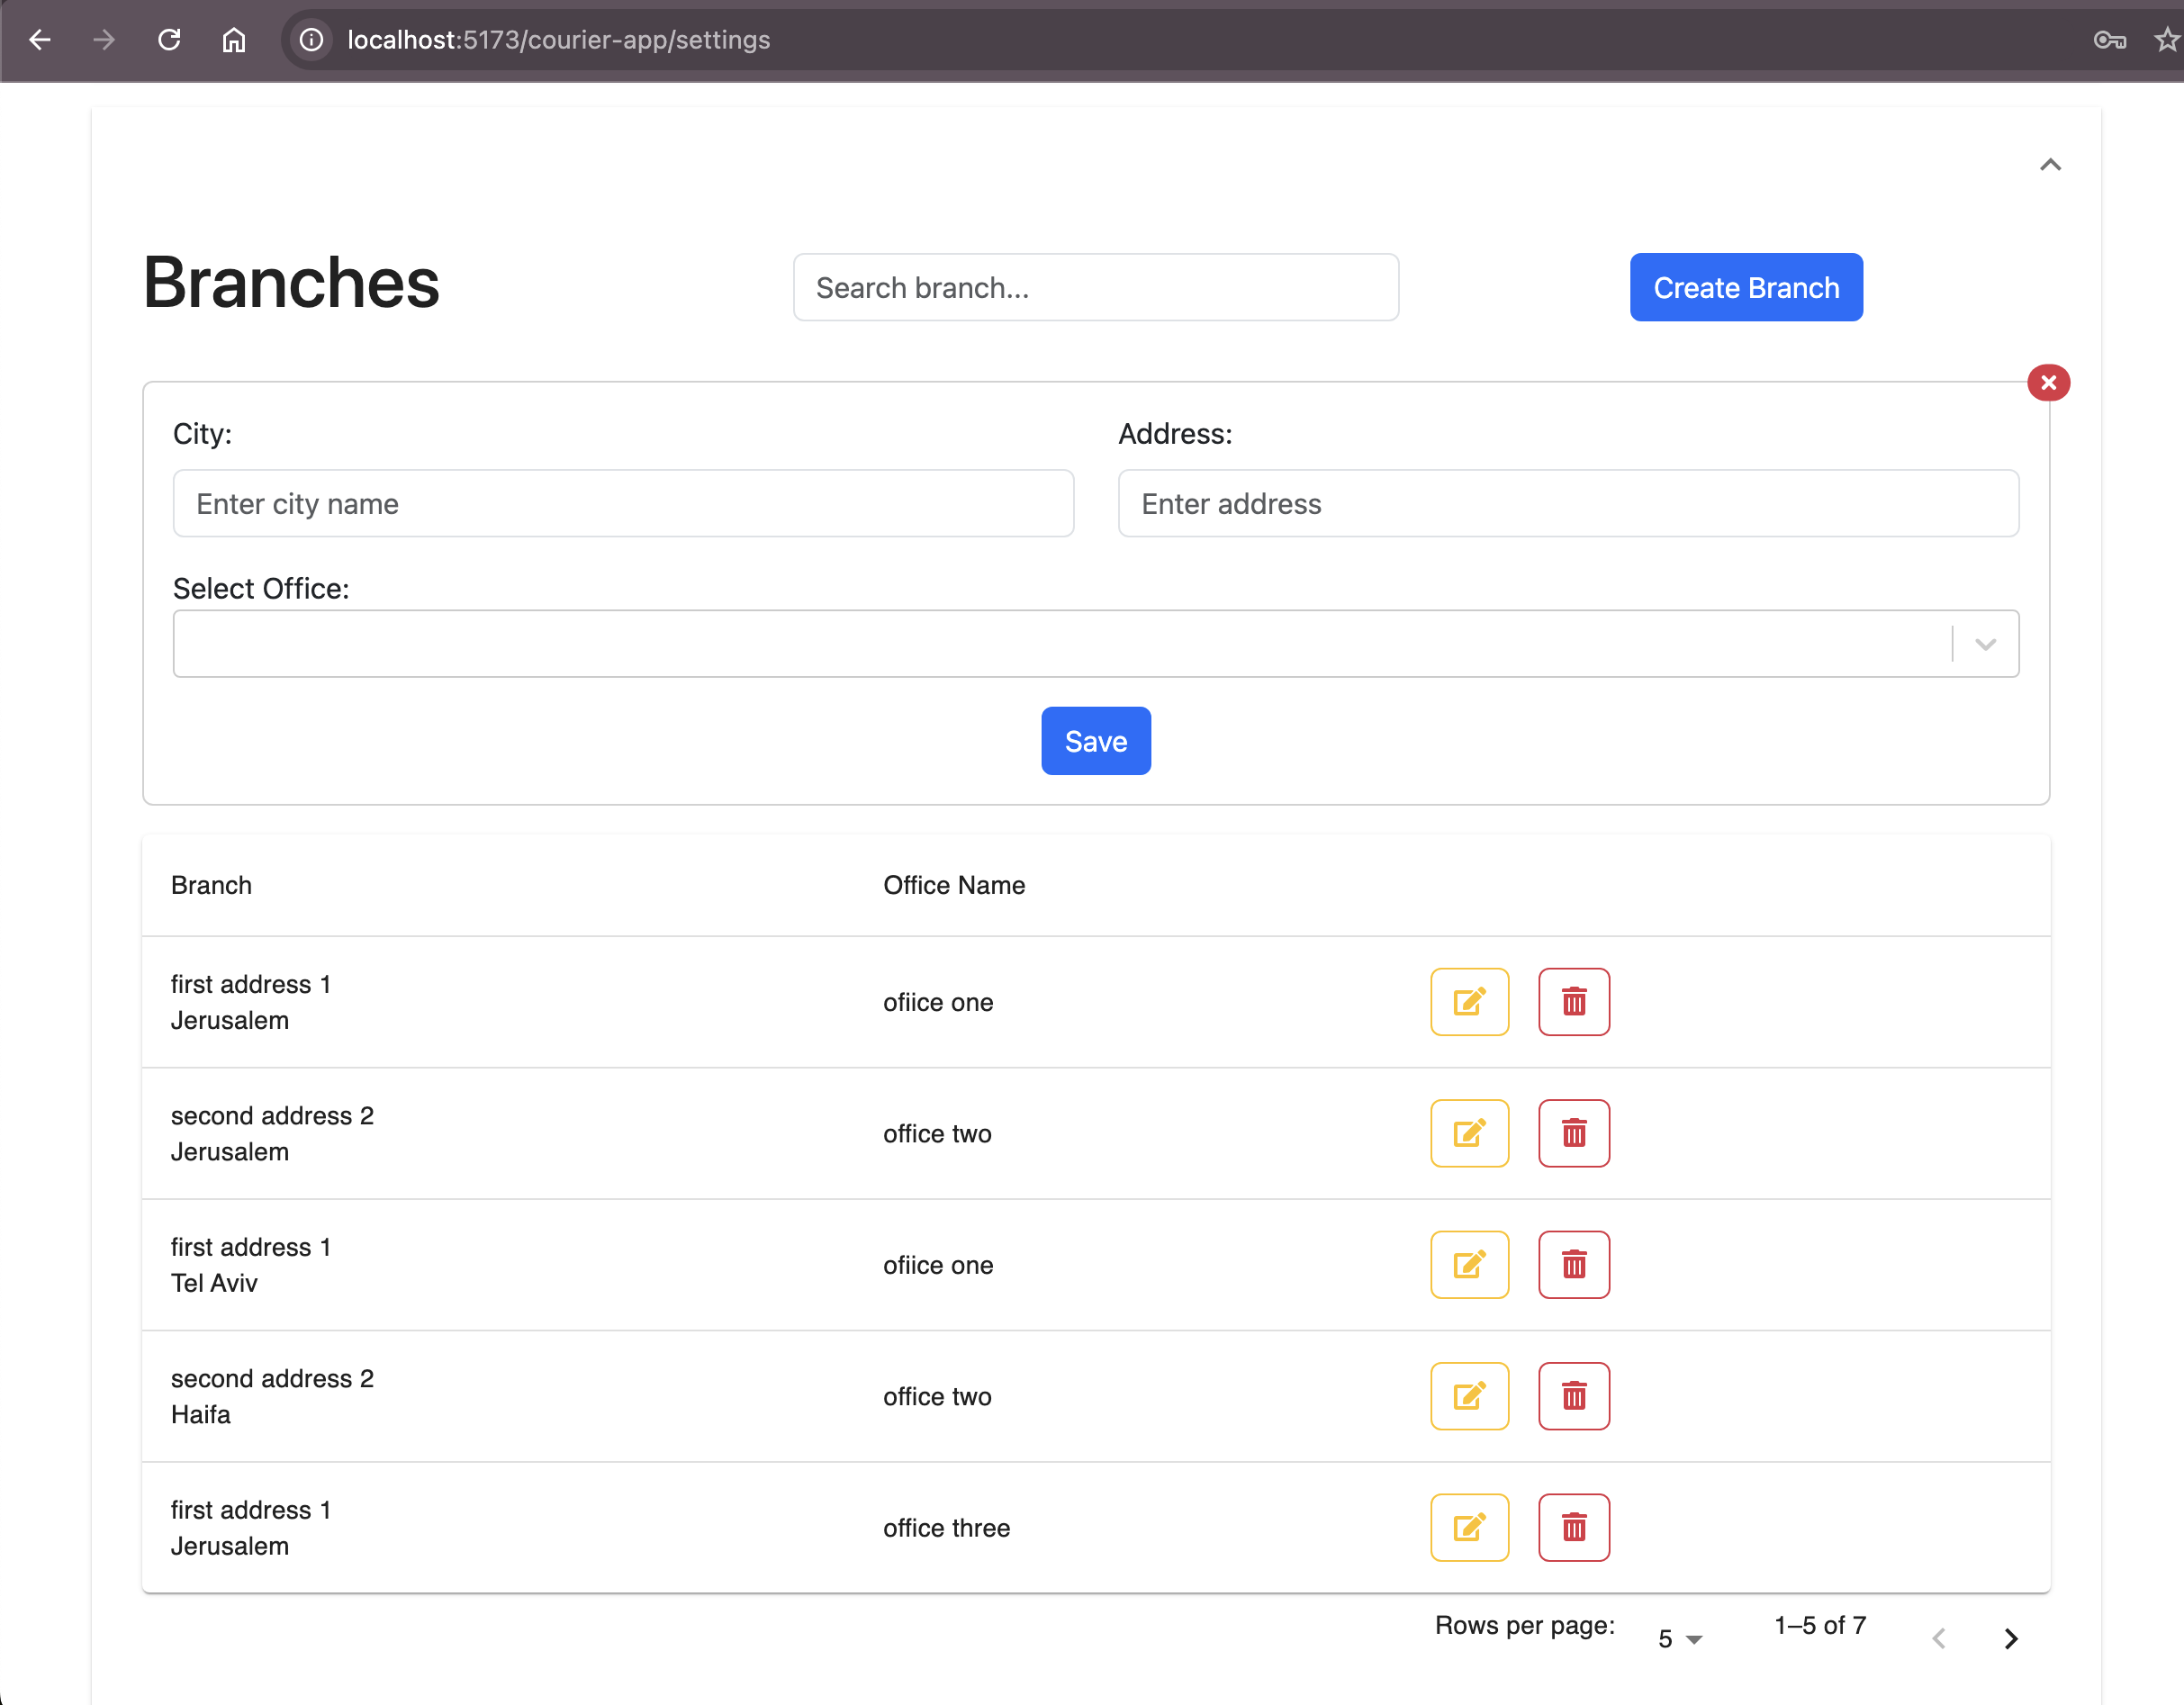 localhost:5173/courier-app/settings
Branches
Search branch...
Create Branch
City:
Address:
Enter city name
Enter address
Select Office:
Save
Branch
Office Name
first address 1
Jerusalem
ofiice one
second address 2
Jerusalem
office two
first address 1
Tel Aviv
ofiice one
second address 2
Haifa
office two
first address 1
Jerusalem
office three
Rows per page:
5
1–5 of 7